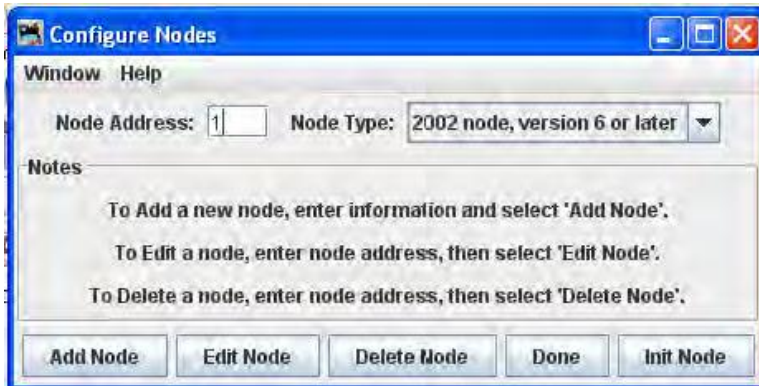 Configure Nodes
Window Help
Node Address: 1 Node Type: 2002 node, version 6 or later
Notes
To Add a new node, enter information and select 'Add Node'.
To Edit a node, enter node address, then select 'Edit Node'.
To Delete a node, enter node address, then select 'Delete Node'.
Add Node Edit Node Delete Node Done Init Node